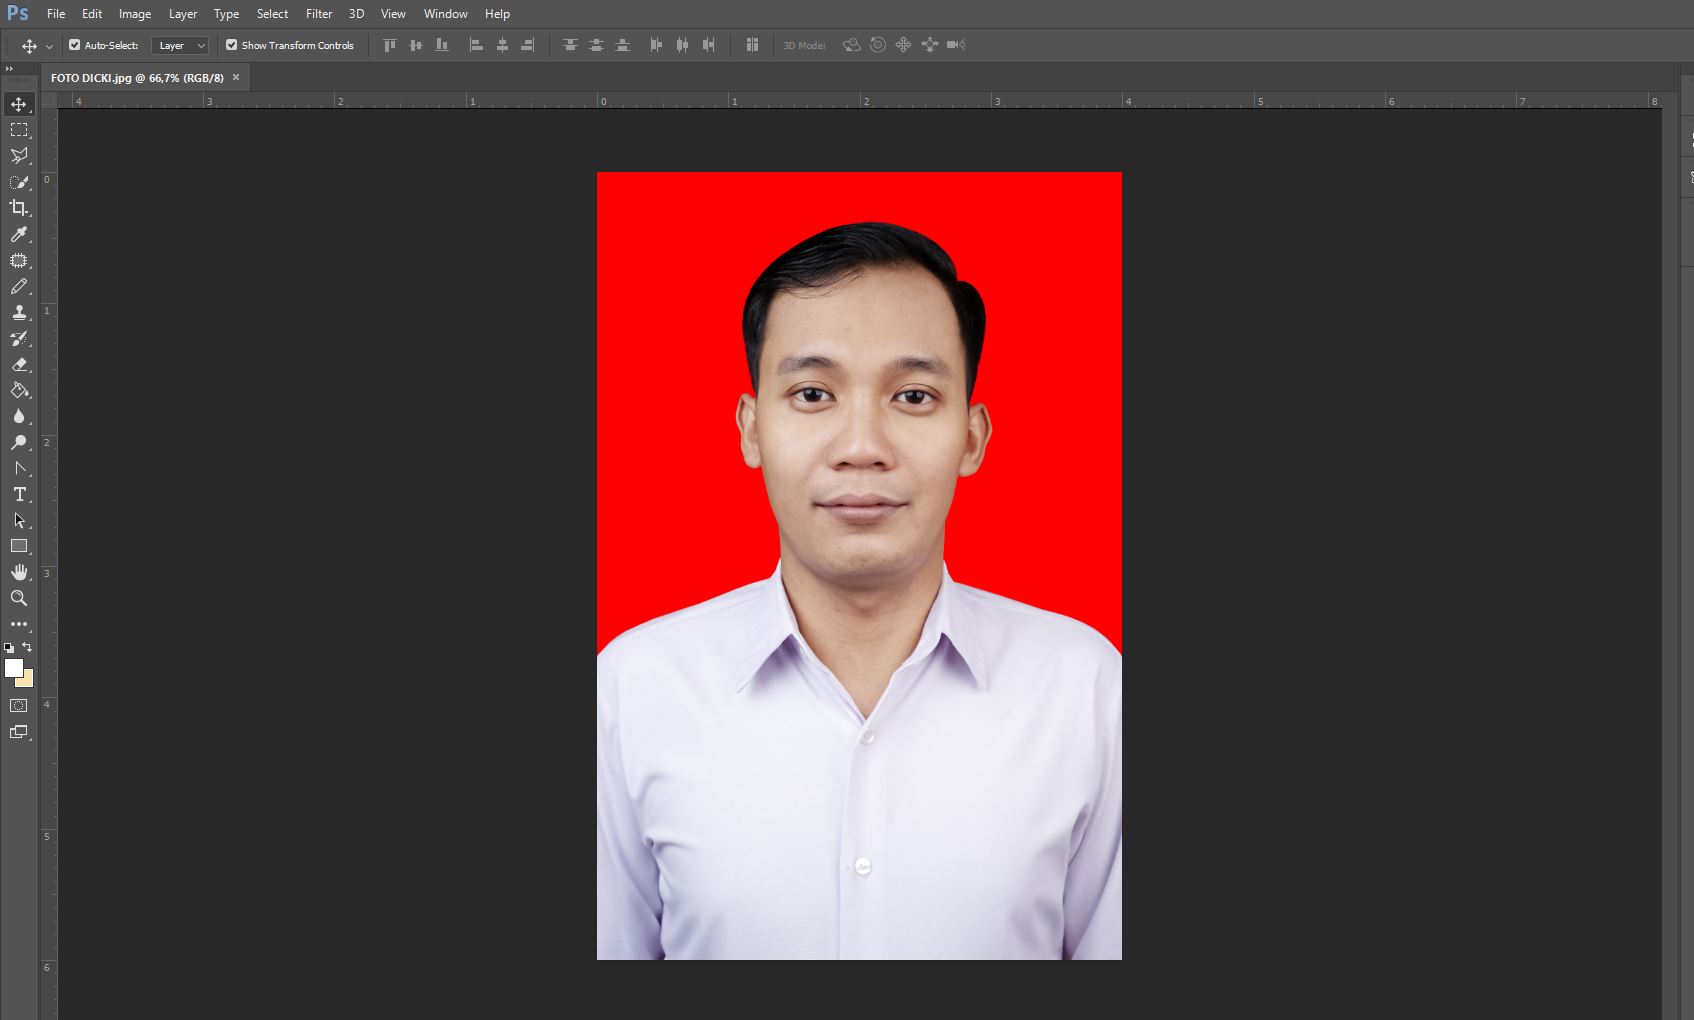 Ps File Edit Image Layer Type Select Filter 3D View Window Help
Auto-Select: Layer Show Transform Controls 3D Mode:
FOTO DICKI.jpg @ 66,7% (RGB/8) ×
4 3 2 1 0 1 2 3 4 5 6 7 8
0
1
2
3
4
5
6